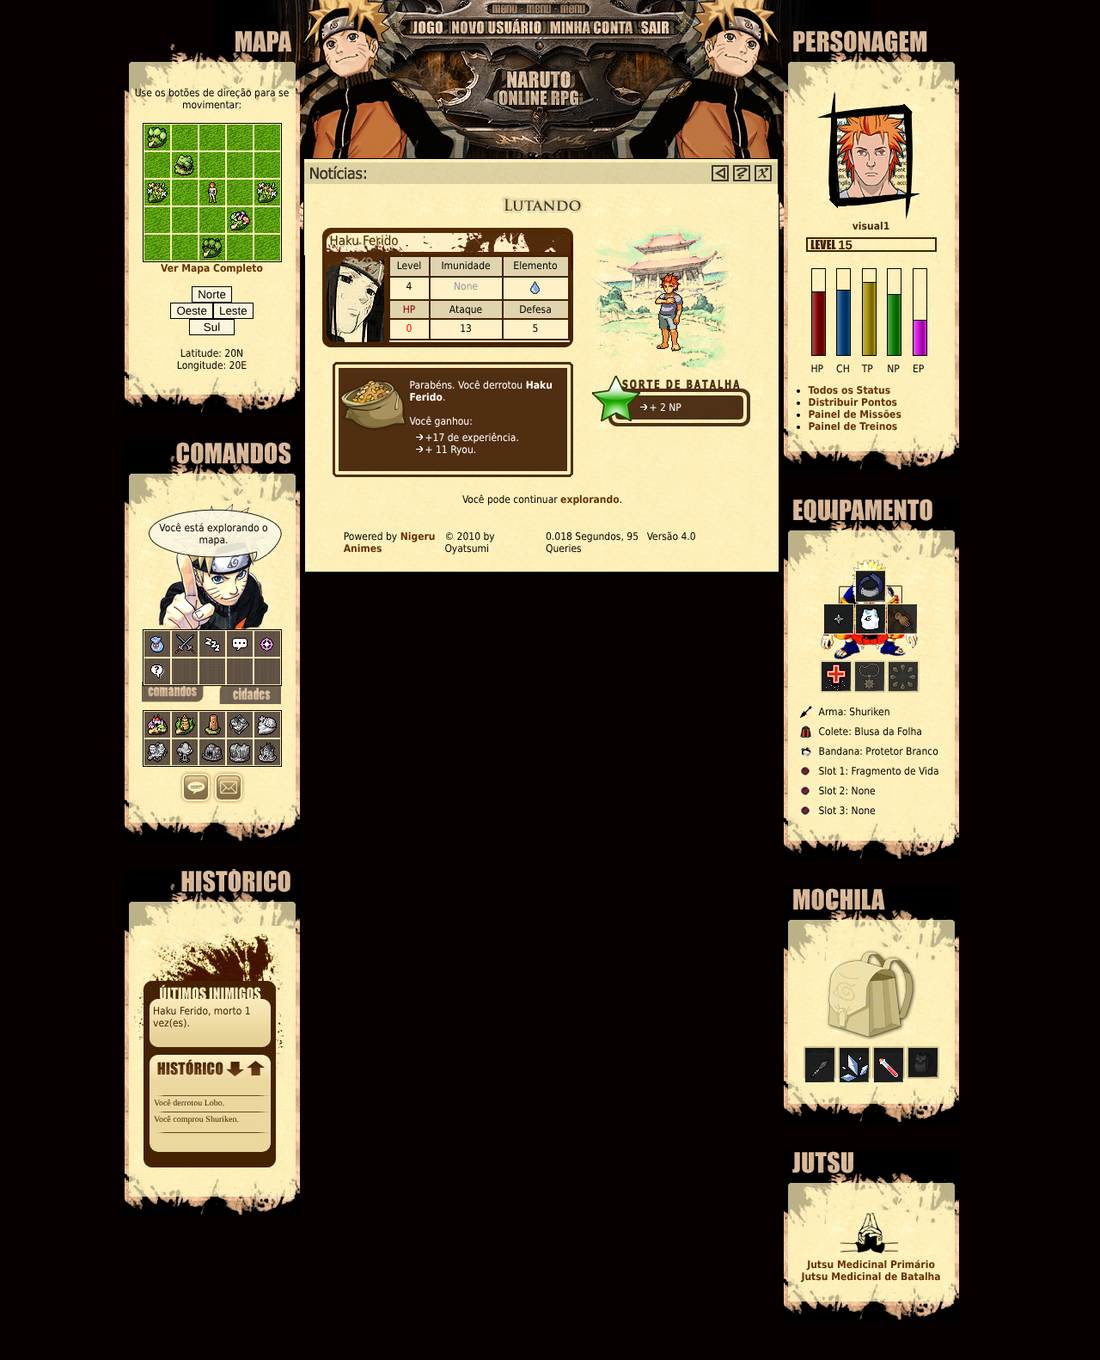 menu - menu - menu
JOGO NOVO USUÁRIO MINHA CONTA SAIR
NARUTO
ONLINE RPG
MAPA
Use os botões de direção para se
movimentar:
Ver Mapa Completo
Norte
Oeste Leste
Sul
Latitude: 20N
Longitude: 20E
COMANDOS
Você está explorando o
mapa.
comandos
cidades
HISTÓRICO
ÚLTIMOS INIMIGOS
Haku Ferido, morto 1
vez(es).
HISTÓRICO
Você derrotou Lobo.
Você comprou Shuriken.
Notícias:
LUTANDO
Haku Ferido
Level Imunidade Elemento
4 None
HP Ataque Defesa
0 13 5
Parabéns. Você derrotou Haku
Ferido.
Você ganhou:
+17 de experiência.
+ 11 Ryou.
SORTE DE BATALHA
+ 2 NP
Você pode continuar explorando.
Powered by Nigeru
Animes
© 2010 by
Oyatsumi
0.018 Segundos, 95
Queries
Versão 4.0
PERSONAGEM
visual1
LEVEL 15
HP CH TP NP EP
Todos os Status
Distribuir Pontos
Painel de Missões
Painel de Treinos
EQUIPAMENTO
Arma: Shuriken
Colete: Blusa da Folha
Bandana: Protetor Branco
Slot 1: Fragmento de Vida
Slot 2: None
Slot 3: None
MOCHILA
JUTSU
Jutsu Medicinal Primário
Jutsu Medicinal de Batalha